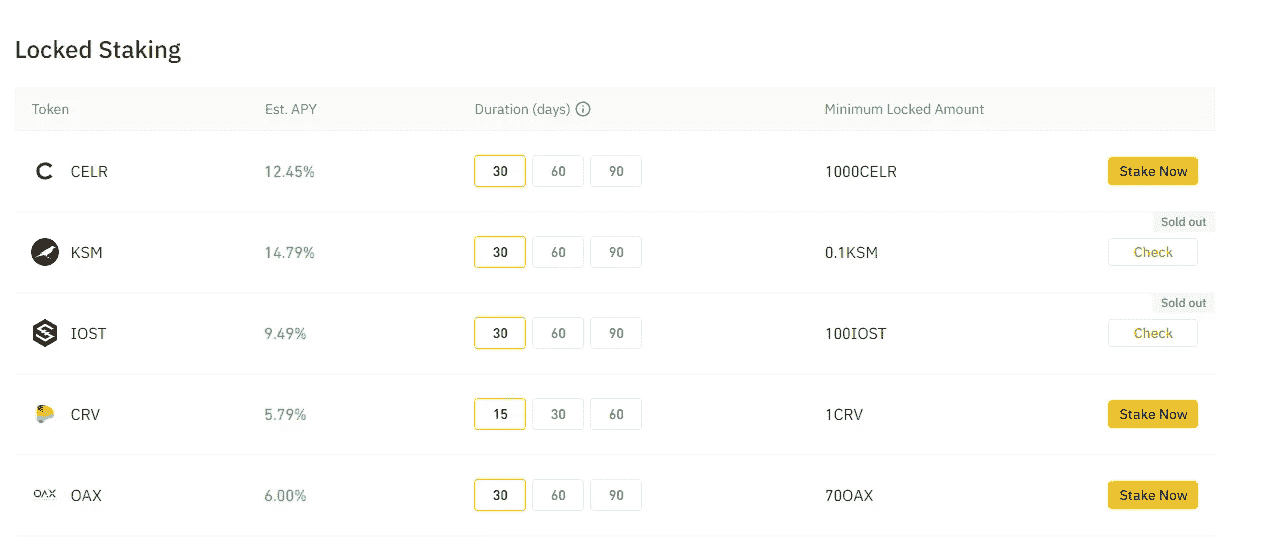 Locked Staking
Token Est. APY Duration (days) Minimum Locked Amount
CELR 12.45% 30 60 90 1000CELR Stake Now
Sold out
KSM 14.79% 30 60 90 0.1KSM Check
Sold out
IOST 9.49% 30 60 90 100IOST Check
CRV 5.79% 15 30 60 1CRV Stake Now
OAX OAX 6.00% 30 60 90 70OAX Stake Now